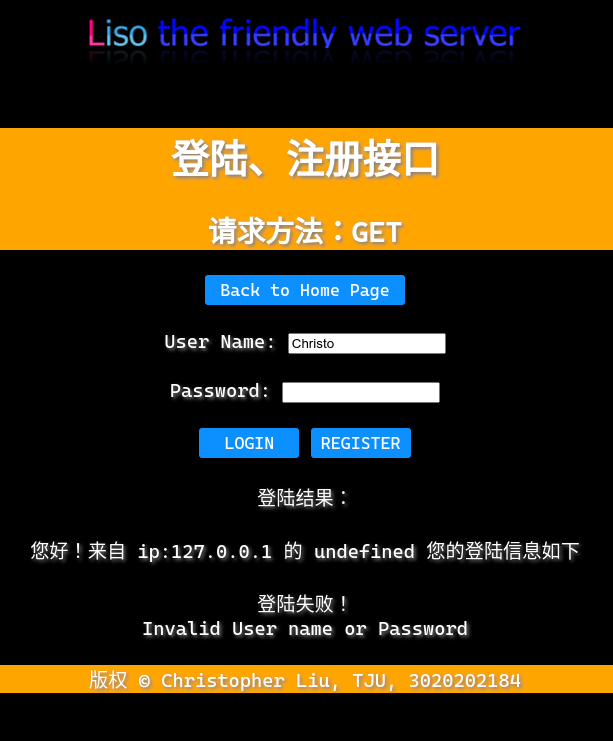 Liso the friendly web server
登陆、注册接口
请求方法：GET
Back to Home Page
User Name: Christo
Password:
LOGIN REGISTER
登陆结果：
您好！来自 ip:127.0.0.1 的 undefined 您的登陆信息如下
登陆失败！
Invalid User name or Password
版权 © Christopher Liu, TJU, 3020202184